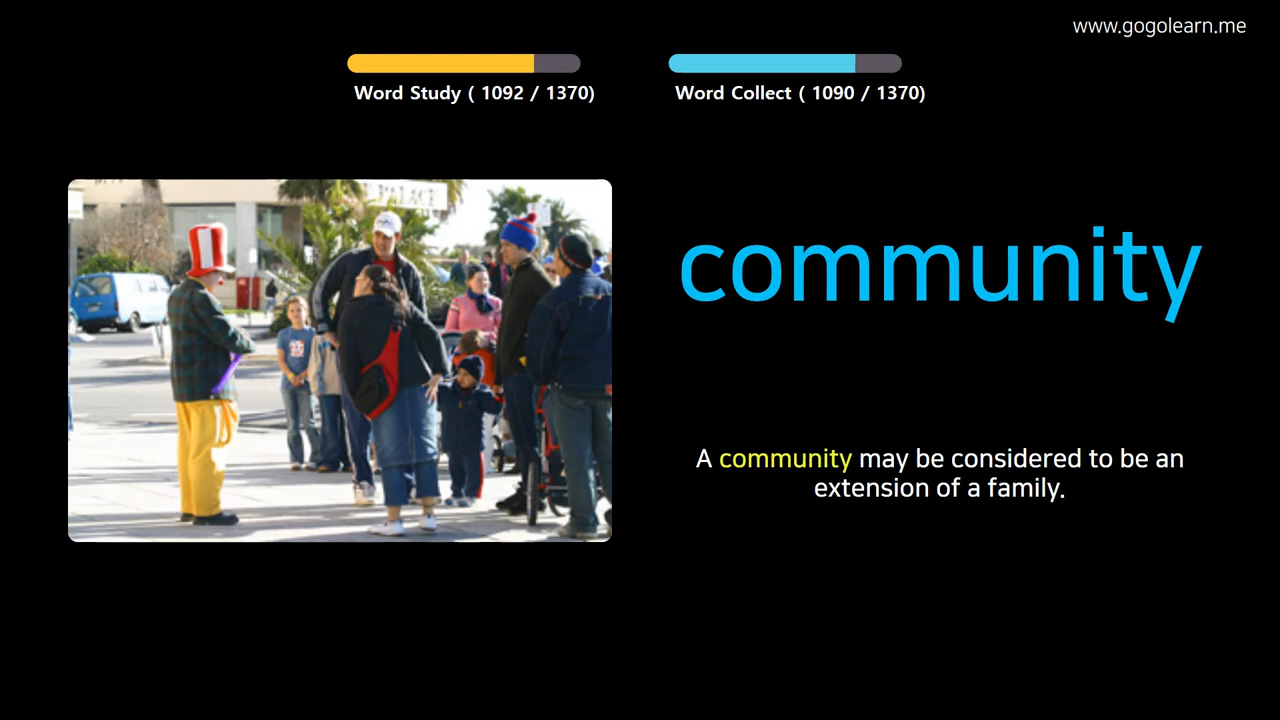 www.gogolearn.me
Word Study ( 1092 / 1370)
Word Collect ( 1090 / 1370)
community
A community may be considered to be an
extension of a family.